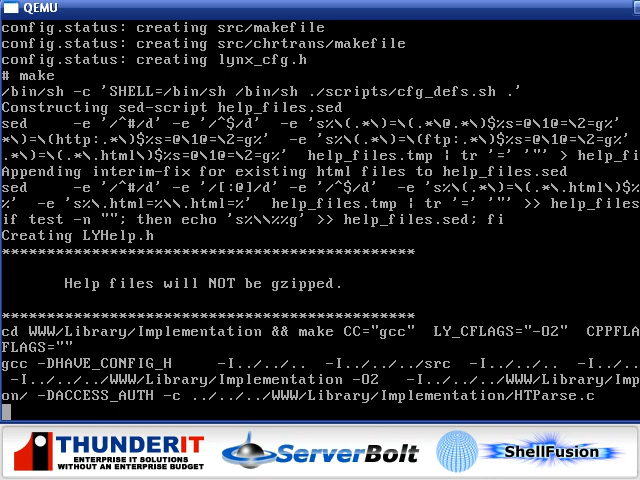 QEMU
config.status: creating src/makefile
config.status: creating src/chrtrans/makefile
config.status: creating lynx_cfg.h
# make
/bin/sh -c 'SHELL=/bin/sh /bin/sh ./scripts/cfg_defs.sh .'
Constructing sed-script help_files.sed
sed     -e '/^#/d' -e '/^$/d'  -e 's%\(.*\)=\(.*\@.*\)$%s=@\1@=\2=g%'
*\)=\(http:.*\)$%s=@\1@=\2=g%'  -e 's%\(.*\)=\(ftp:.*\)$%s=@\1@=\2=g%'
.*\)=\(.*\.html\)$%s=@\1@=\2=g%'  help_files.tmp | tr '=' '"' > help_fi
Appending interim-fix for existing html files to help_files.sed
sed     -e '/^#/d' -e '/[:@]/d' -e '/^$/d'  -e 's%\(.*\)=\(.*\.html\)$%
%'  -e 's%.html=%\\.html=%'  help_files.tmp | tr '=' '"' >> help_files
if test -n ""; then echo 's%\\%%g' >> help_files.sed; fi
Creating LYHelp.h
*****************************************************
Help files will NOT be gzipped.
*****************************************************
cd WWW/Library/Implementation && make CC="gcc"  LY_CFLAGS="-O2"  CPPFLA
FLAGS=""
gcc -DHAVE_CONFIG_H     -I../../..  -I../../../src  -I../..  -I../..
-I../../../WWW/Library/Implementation -O2   -I../../../WWW/Library/Imp
on/ -DACCESS_AUTH -c ../../../WWW/Library/Implementation/HTParse.c
THUNDERIT
ENTERPRISE IT SOLUTIONS
WITHOUT AN ENTERPRISE BUDGET
ServerBolt
ShellFusion